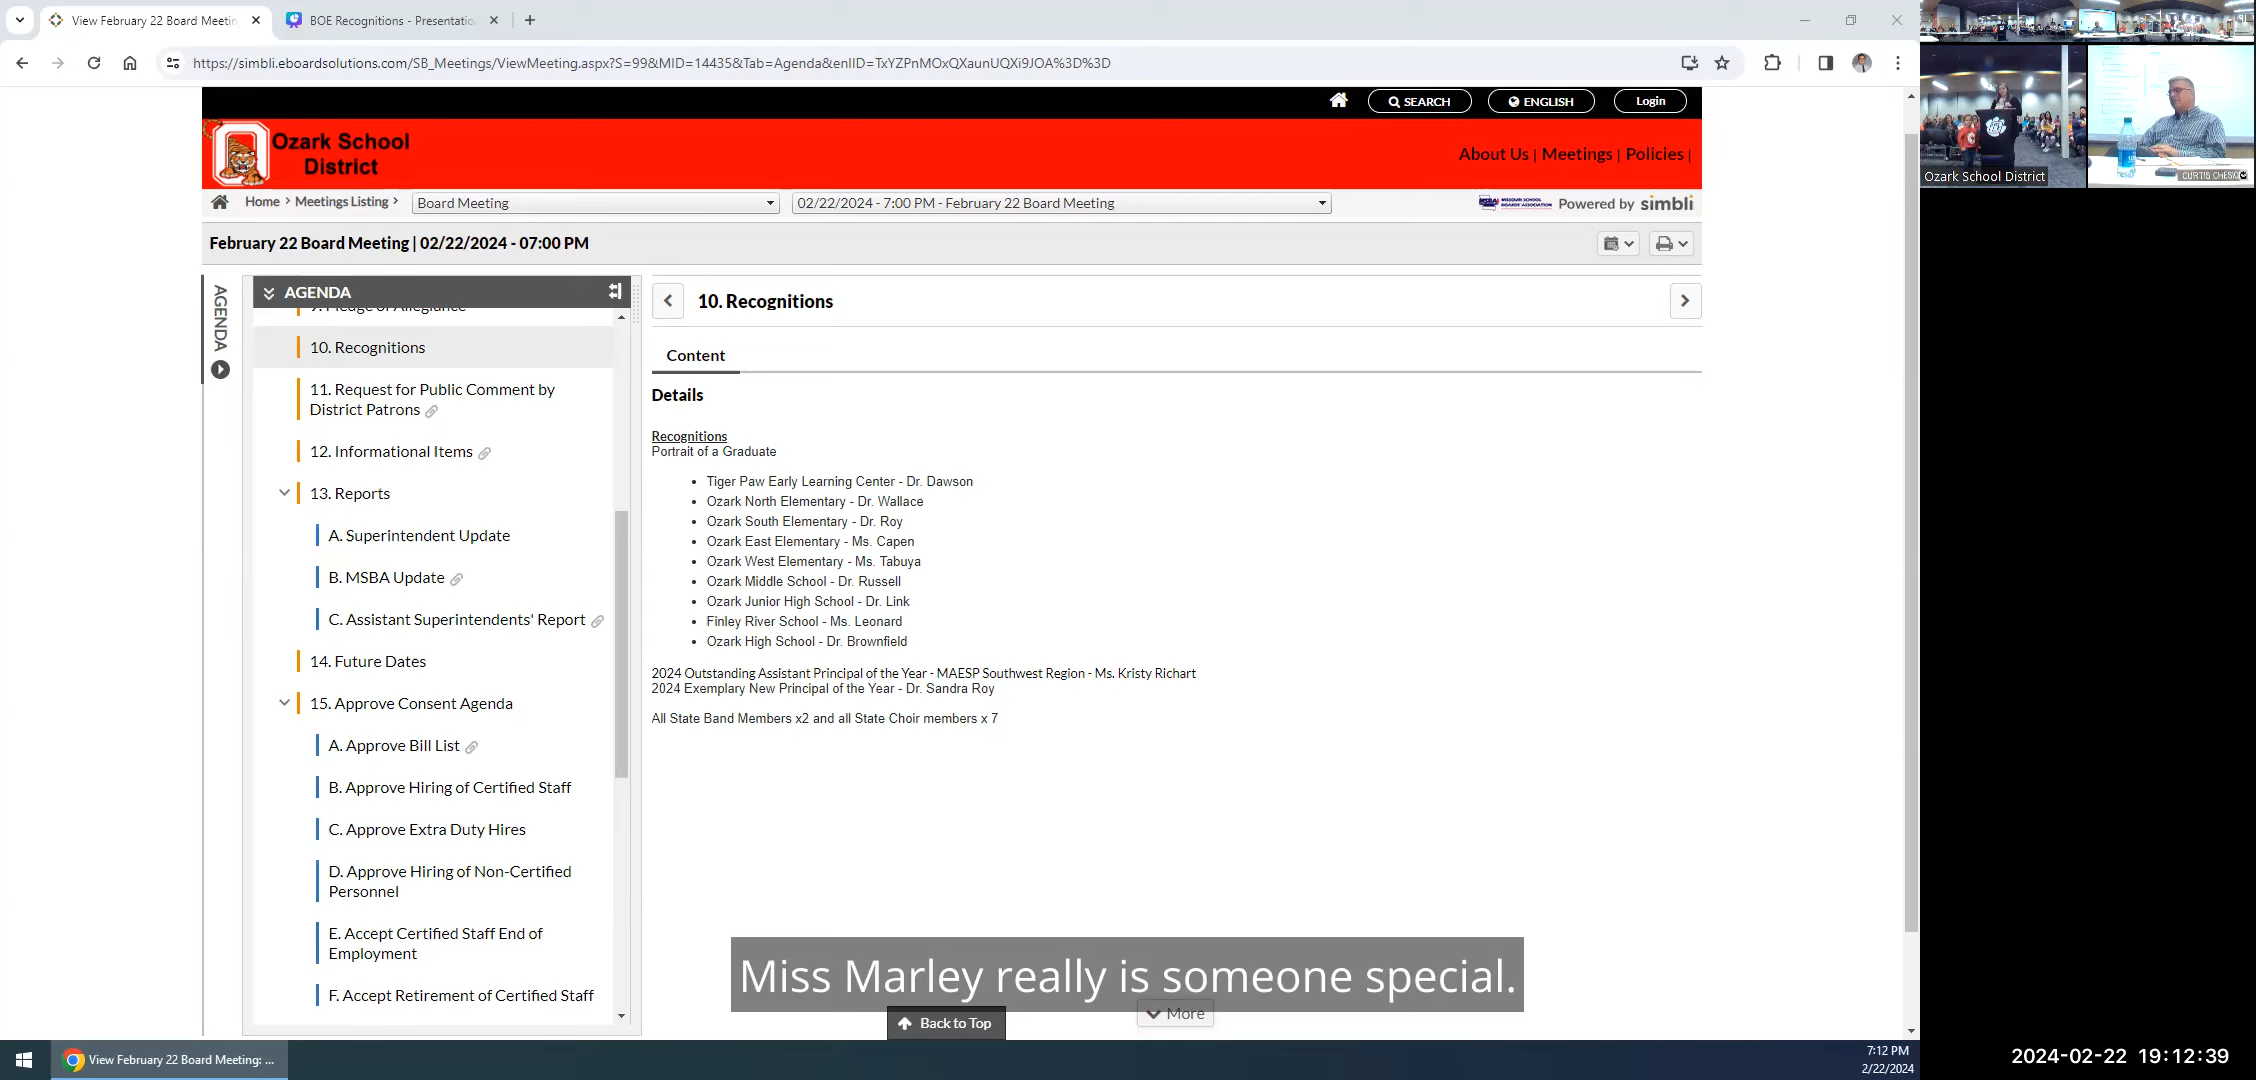 View February 22 Board Meetin
BOE Recognitions - Presentatio
https://simbli.eboardsolutions.com/SB_Meetings/ViewMeeting.aspx?S=99&MID=14435&Tab=Agenda&enIID=TxYZPnMOxQXaunUQXi9JOA%3D%3D
SEARCH
ENGLISH
Login
Ozark School
District
About Us | Meetings | Policies |
Home > Meetings Listing >
Board Meeting
02/22/2024 - 7:00 PM - February 22 Board Meeting
MSBA
Powered by simbli
February 22 Board Meeting | 02/22/2024 - 07:00 PM
AGENDA
AGENDA
9. Pledge of Allegiance
10. Recognitions
11. Request for Public Comment by
District Patrons
12. Informational Items
13. Reports
A. Superintendent Update
B. MSBA Update
C. Assistant Superintendents' Report
14. Future Dates
15. Approve Consent Agenda
A. Approve Bill List
B. Approve Hiring of Certified Staff
C. Approve Extra Duty Hires
D. Approve Hiring of Non-Certified
Personnel
E. Accept Certified Staff End of
Employment
F. Accept Retirement of Certified Staff
10. Recognitions
Content
Details
Recognitions
Portrait of a Graduate
• Tiger Paw Early Learning Center - Dr. Dawson
• Ozark North Elementary - Dr. Wallace
• Ozark South Elementary - Dr. Roy
• Ozark East Elementary - Ms. Capen
• Ozark West Elementary - Ms. Tabuya
• Ozark Middle School - Dr. Russell
• Ozark Junior High School - Dr. Link
• Finley River School - Ms. Leonard
• Ozark High School - Dr. Brownfield
2024 Outstanding Assistant Principal of the Year - MAESP Southwest Region - Ms. Kristy Richart
2024 Exemplary New Principal of the Year - Dr. Sandra Roy
All State Band Members x2 and all State Choir members x 7
Miss Marley really is someone special.
Back to Top
More
View February 22 Board Meeting: ...
7:12 PM
2/22/2024
Ozark School District
CURTIS
2024-02-22 19:12:39